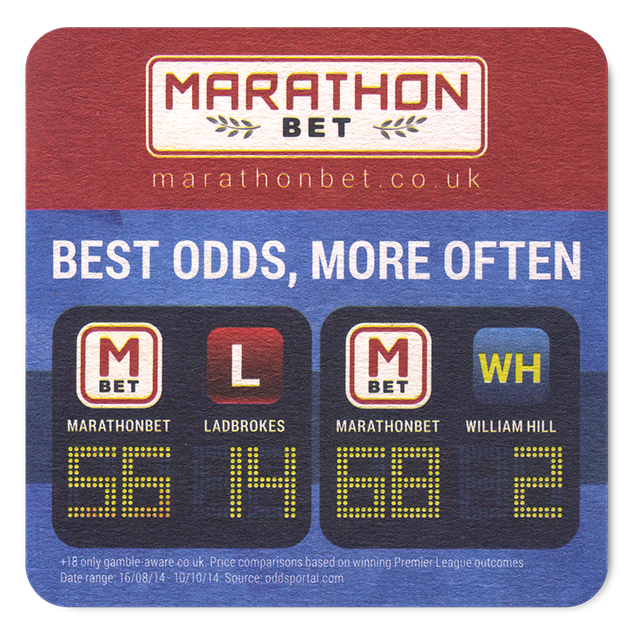 MARATHON
BET
marathonbet.co.uk
BEST ODDS, MORE OFTEN
M BET L M BET WH
MARATHONBET LADBROKES MARATHONBET WILLIAM HILL
56 14 68 2
+18 only gamble-aware.co.uk. Price comparisons based on winning Premier League outcomes
Date range: 16/08/14 - 10/10/14. Source: oddsportal.com